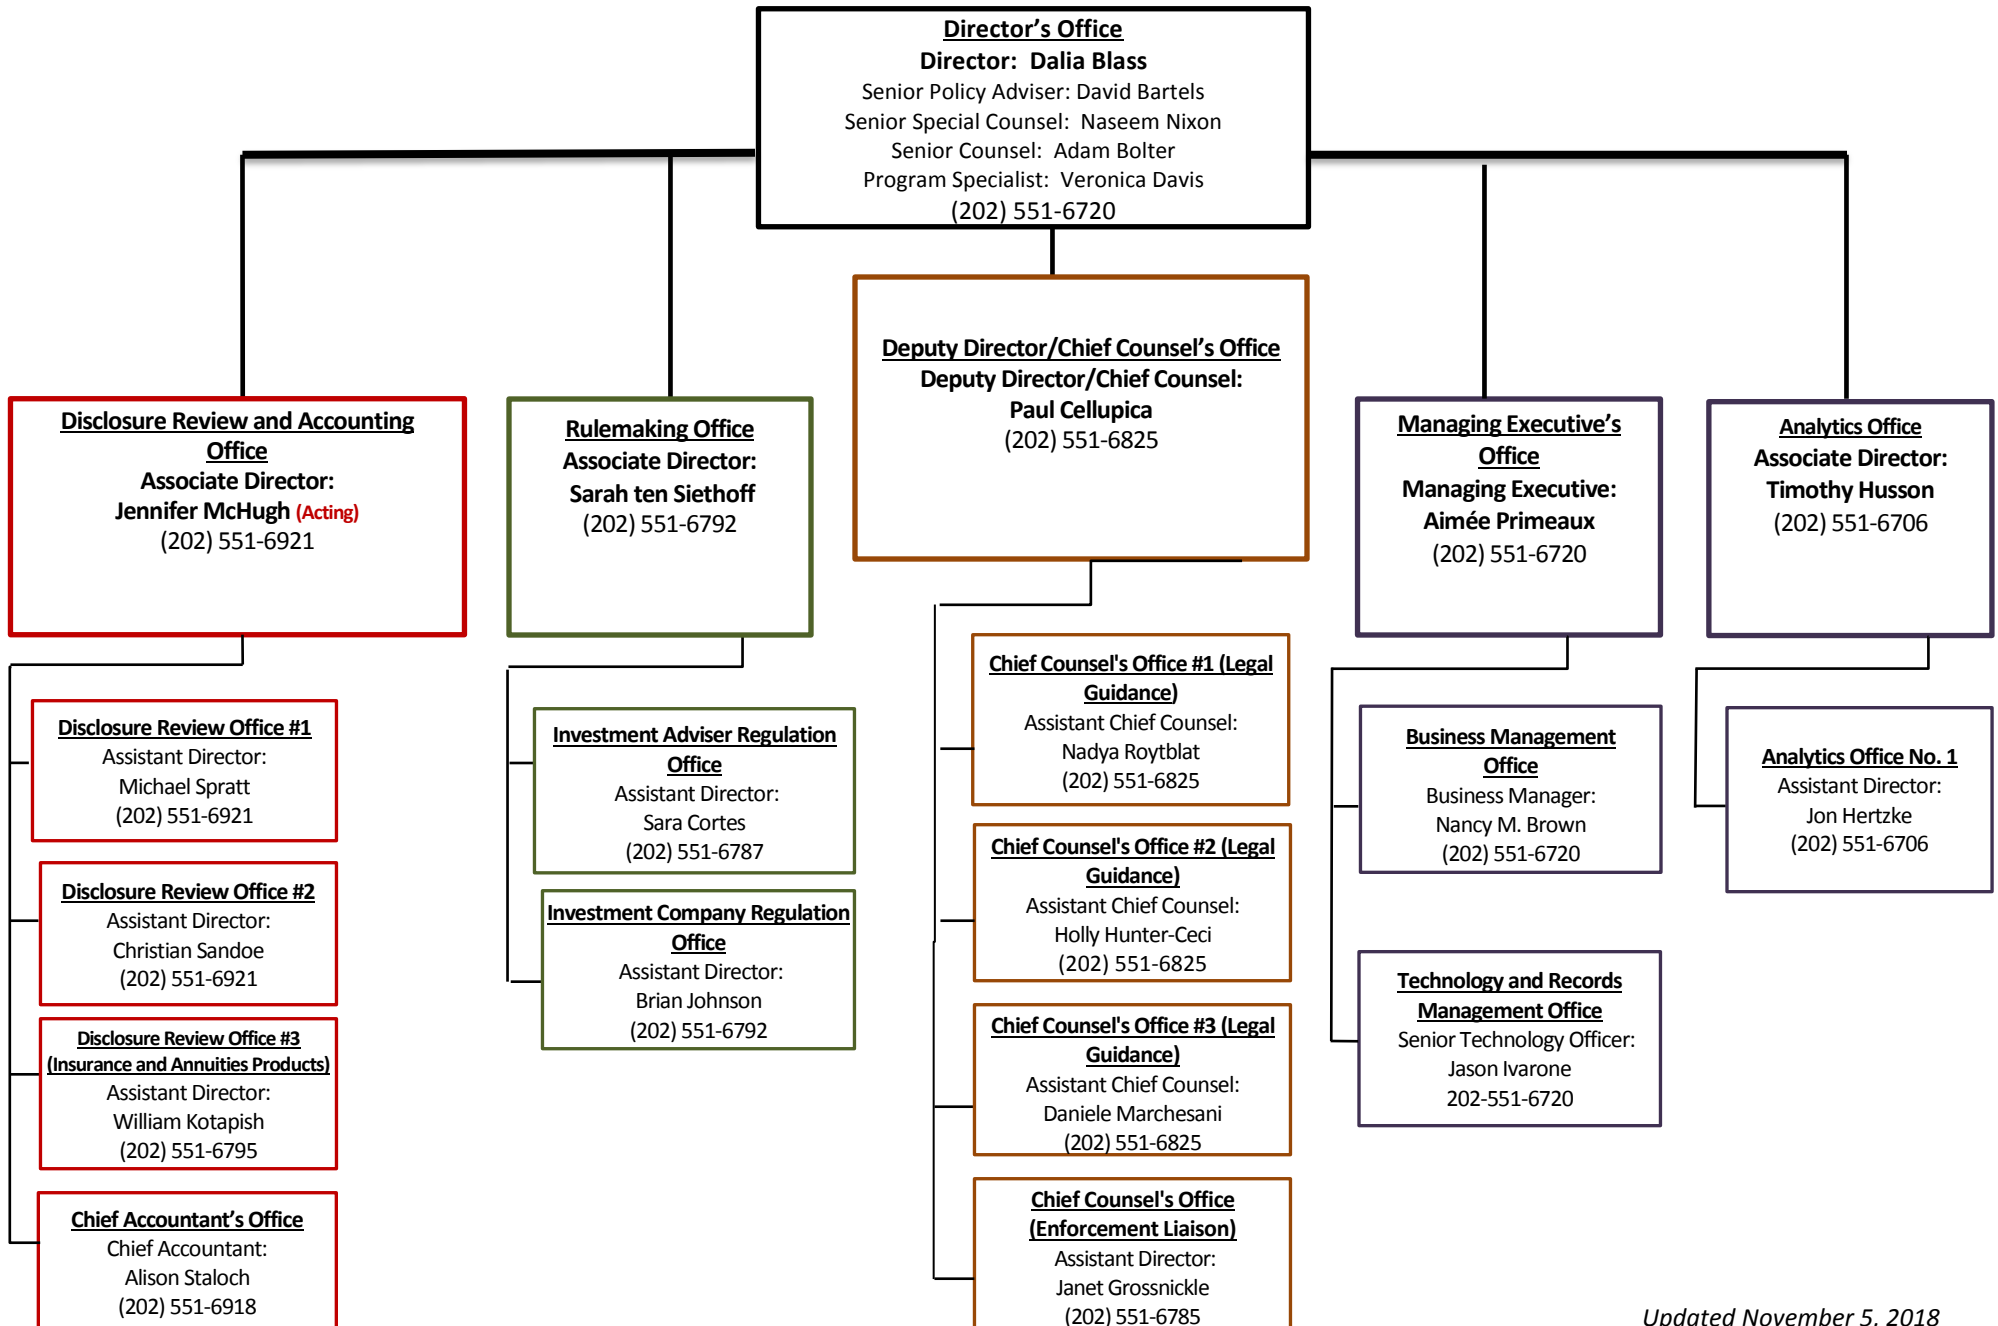 Director’s Office
Director:  Dalia Blass
Senior Policy Adviser: David Bartels
Senior Special Counsel:  Naseem Nixon
Senior Counsel:  Adam Bolter
Program Specialist:  Veronica Davis
(202) 551-6720
Deputy Director/Chief Counsel’s Office
Deputy Director/Chief Counsel:
Paul Cellupica
(202) 551-6825
Disclosure Review and Accounting
Office
Associate Director:
Jennifer McHugh (Acting)
(202) 551-6921
Rulemaking Office
Associate Director:
Sarah ten Siethoff
(202) 551-6792
Managing Executive’s
Office
Managing Executive:
Aimée Primeaux
(202) 551-6720
Analytics Office
Associate Director:
Timothy Husson
(202) 551-6706
Disclosure Review Office #1
Assistant Director:
Michael Spratt
(202) 551-6921
Disclosure Review Office #2
Assistant Director:
Christian Sandoe
(202) 551-6921
Disclosure Review Office #3
(Insurance and Annuities Products)
Assistant Director:
William Kotapish
(202) 551-6795
Chief Accountant’s Office
Chief Accountant:
Alison Staloch
(202) 551-6918
Investment Adviser Regulation
Office
Assistant Director:
Sara Cortes
(202) 551-6787
Investment Company Regulation
Office
Assistant Director:
Brian Johnson
(202) 551-6792
Chief Counsel's Office #1 (Legal
Guidance)
Assistant Chief Counsel:
Nadya Roytblat
(202) 551-6825
Chief Counsel's Office #2 (Legal
Guidance)
Assistant Chief Counsel:
Holly Hunter-Ceci
(202) 551-6825
Chief Counsel's Office #3 (Legal
Guidance)
Assistant Chief Counsel:
Daniele Marchesani
(202) 551-6825
Chief Counsel's Office
(Enforcement Liaison)
Assistant Director:
Janet Grossnickle
(202) 551-6785
Business Management
Office
Business Manager:
Nancy M. Brown
(202) 551-6720
Technology and Records
Management Office
Senior Technology Officer:
Jason Ivarone
202-551-6720
Analytics Office No. 1
Assistant Director:
Jon Hertzke
(202) 551-6706
Updated November 5, 2018